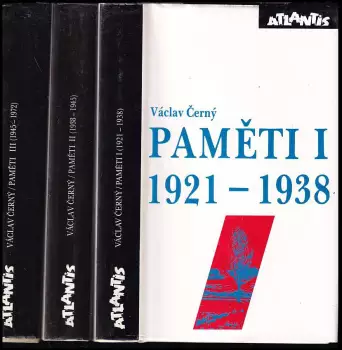 VÁCLAV ČERNÝ / PAMĚTI III (1945 – 1972)
ATLANTIS
VÁCLAV ČERNÝ / PAMĚTI II (1938 – 1945)
ATLANTIS
VÁCLAV ČERNÝ / PAMĚTI I (1921 – 1938)
ATLANTIS
ATLANTIS
Václav Černý
PAMĚTI I
1921 – 1938